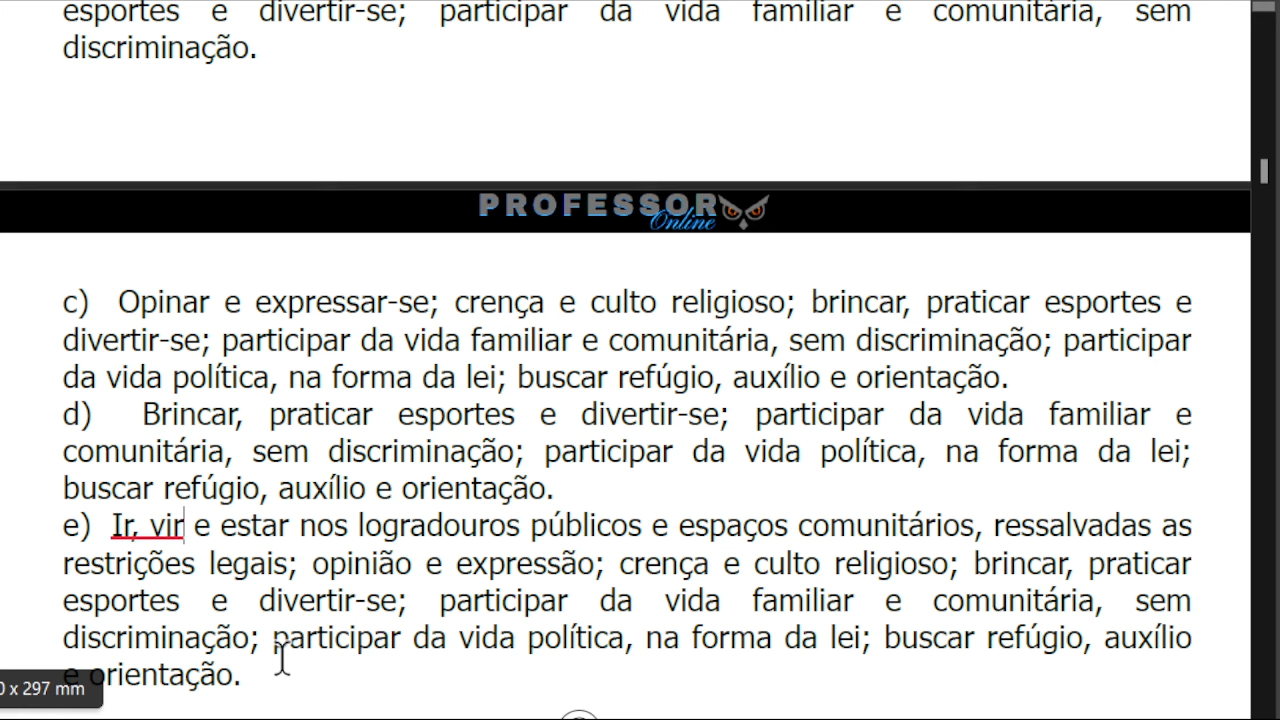 esportes e divertir-se; participar da vida familiar e comunitária, sem
discriminação.
PROFESSOR
Online
c) Opinar e expressar-se; crença e culto religioso; brincar, praticar esportes e
divertir-se; participar da vida familiar e comunitária, sem discriminação; participar
da vida política, na forma da lei; buscar refúgio, auxílio e orientação.
d) Brincar, praticar esportes e divertir-se; participar da vida familiar e
comunitária, sem discriminação; participar da vida política, na forma da lei;
buscar refúgio, auxílio e orientação.
e) Ir, vir e estar nos logradouros públicos e espaços comunitários, ressalvadas as
restrições legais; opinião e expressão; crença e culto religioso; brincar, praticar
esportes e divertir-se; participar da vida familiar e comunitária, sem
discriminação; participar da vida política, na forma da lei; buscar refúgio, auxílio
e orientação.
0 x 297 mm